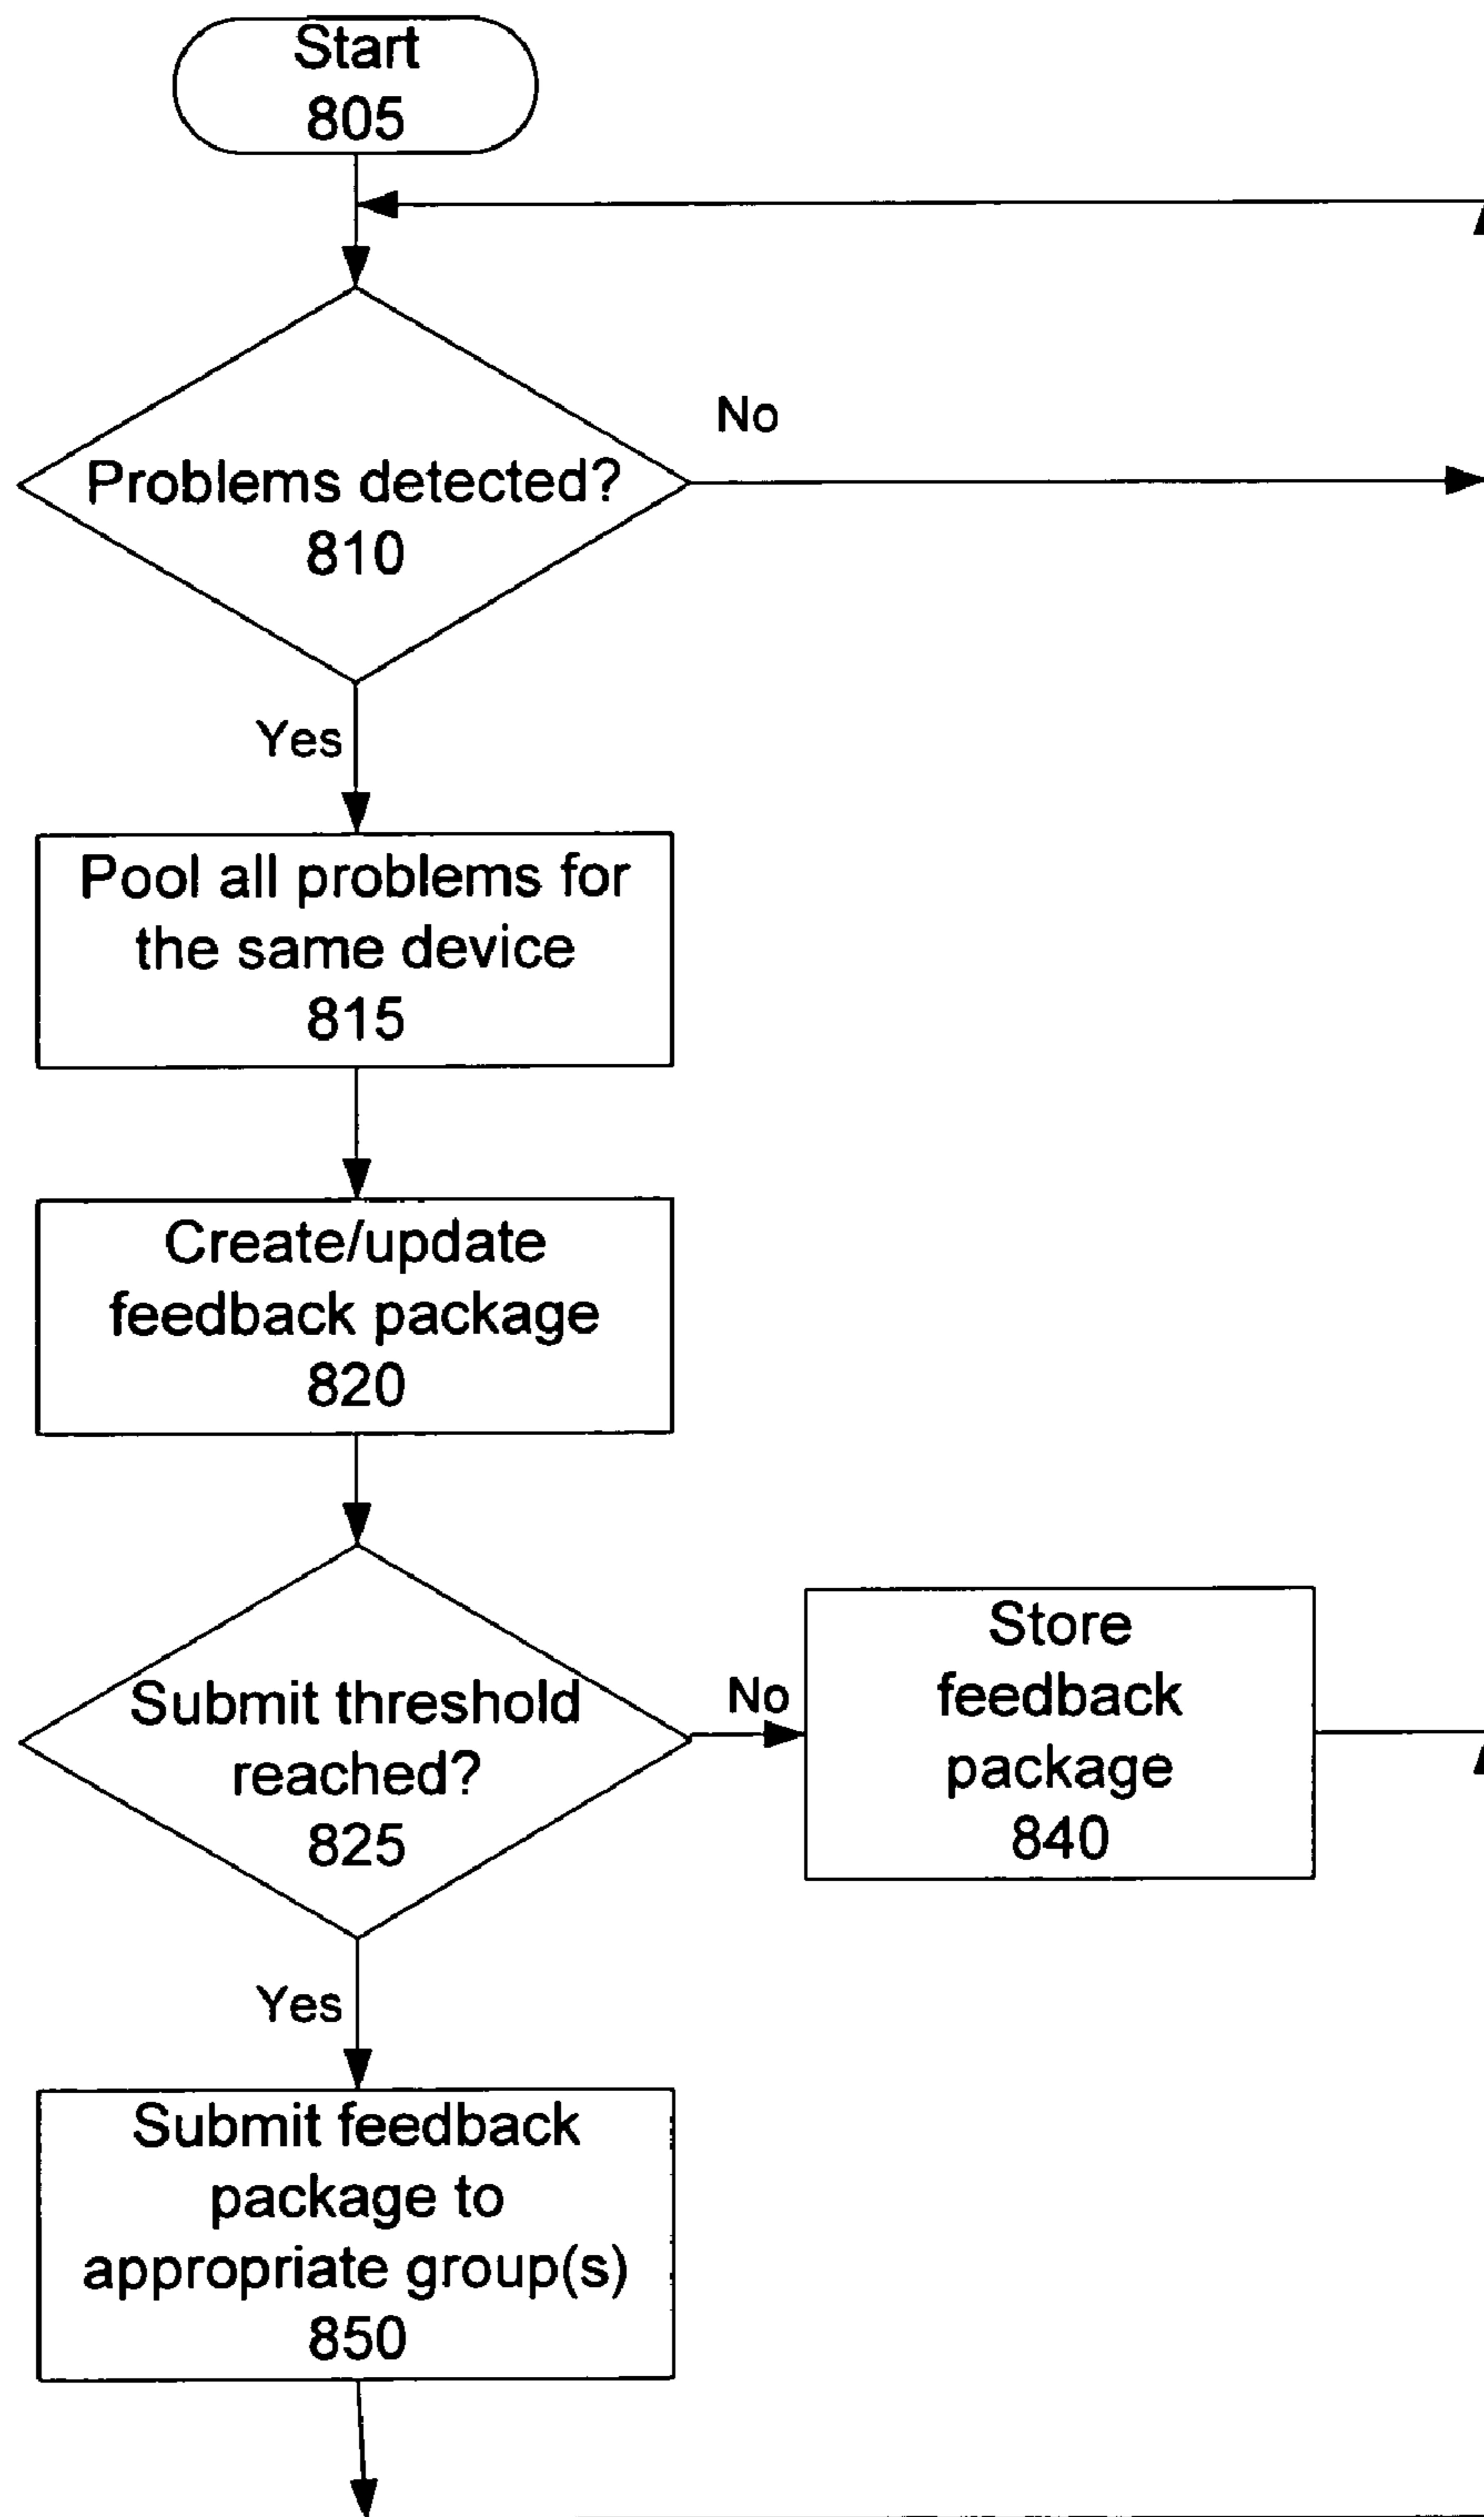 Start
805
No
Problems detected?
810
Yes
Pool all problems for
the same device
815
Create/update
feedback package
820
Submit threshold
reached?
825
No
Store
feedback
package
840
Yes
Submit feedback
package to
appropriate group(s)
850